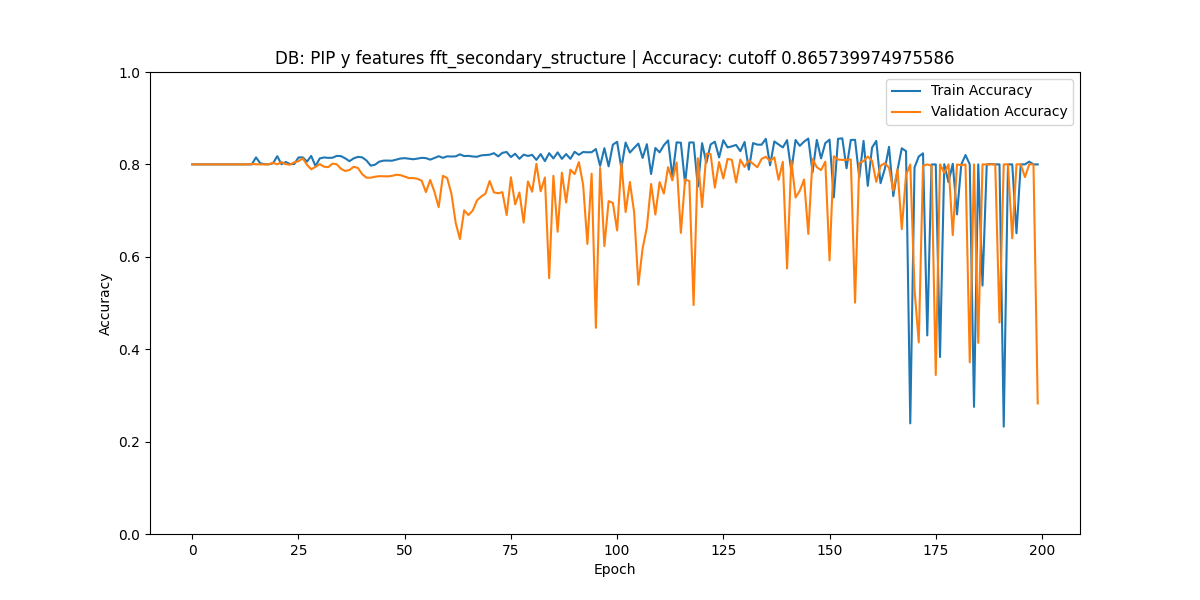 DB: PIP y features fft_secondary_structure | Accuracy: cutoff 0.865739974975586
Train Accuracy
Validation Accuracy
1.0
0.8
0.6
0.4
0.2
0.0
Accuracy
0 25 50 75 100 125 150 175 200
Epoch